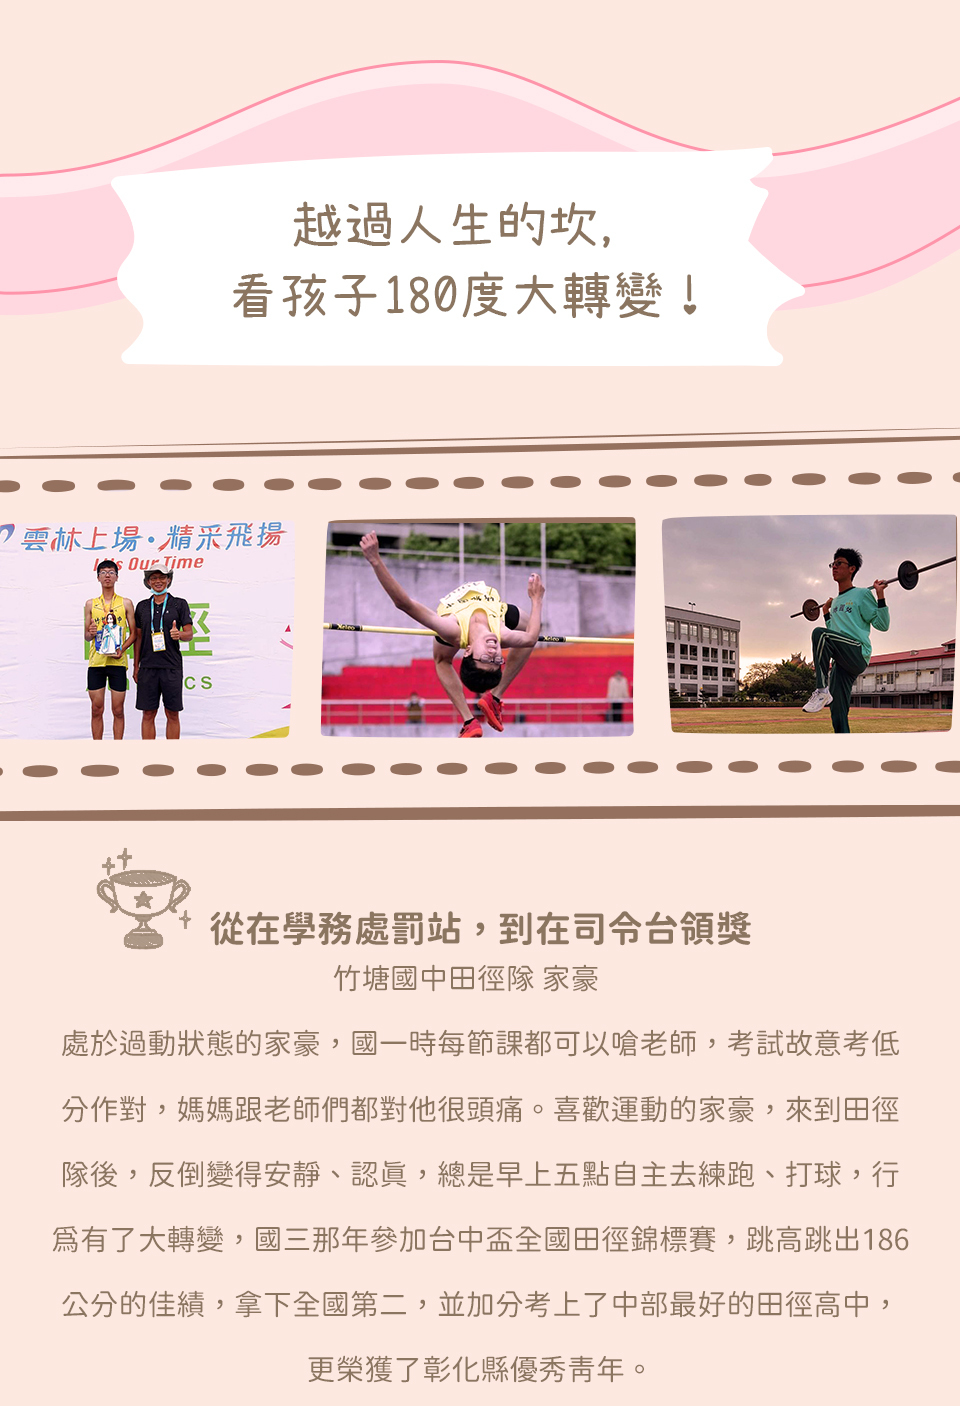 越過人生的坎,
看孩子180度大轉變！
雲林上場・精采飛揚
It's Our Time
徑
CS
Xeleo
Xeleo
從在學務處罰站，到在司令台領獎
竹塘國中田徑隊 家豪
處於過動狀態的家豪，國一時每節課都可以嗆老師，考試故意考低
分作對，媽媽跟老師們都對他很頭痛。喜歡運動的家豪，來到田徑
隊後，反倒變得安靜、認眞，總是早上五點自主去練跑、打球，行
爲有了大轉變，國三那年參加台中盃全國田徑錦標賽，跳高跳出186
公分的佳績，拿下全國第二，並加分考上了中部最好的田徑高中，
更榮獲了彰化縣優秀靑年。